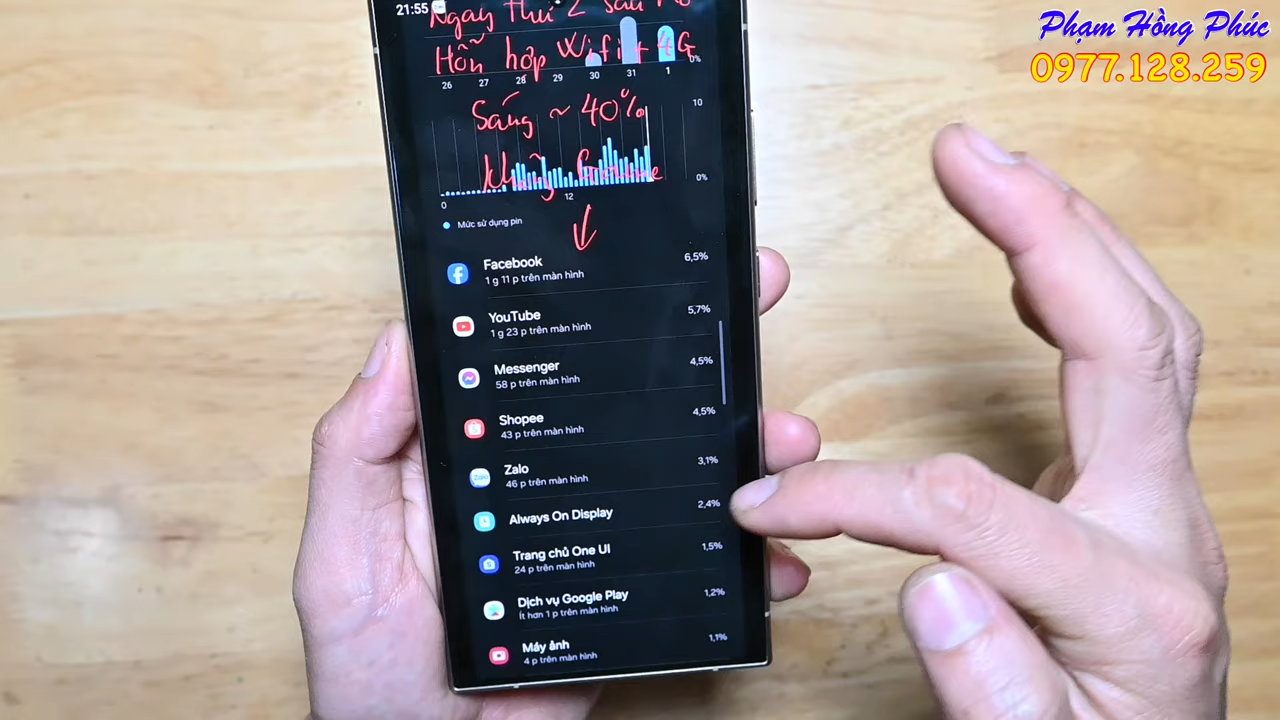 Phạm Hồng Phúc
0977.128.259
21:55
Ngày thứ 2 sau
Hỗn hợp Wifi + 4G
0%
26 27 28 29 30 31 1
Sáng ~ 40%
10
Không Game
0%
0 12
Mức sử dụng pin
Facebook 6,5%
1 g 11 p trên màn hình
YouTube 5,7%
1 g 23 p trên màn hình
Messenger 4,5%
58 p trên màn hình
Shopee 4,5%
43 p trên màn hình
Zalo 3,1%
46 p trên màn hình
Always On Display 2,4%
Trang chủ One UI 1,5%
24 p trên màn hình
Dịch vụ Google Play 1,2%
Ít hơn 1 p trên màn hình
Máy ảnh 1,1%
4 p trên màn hình